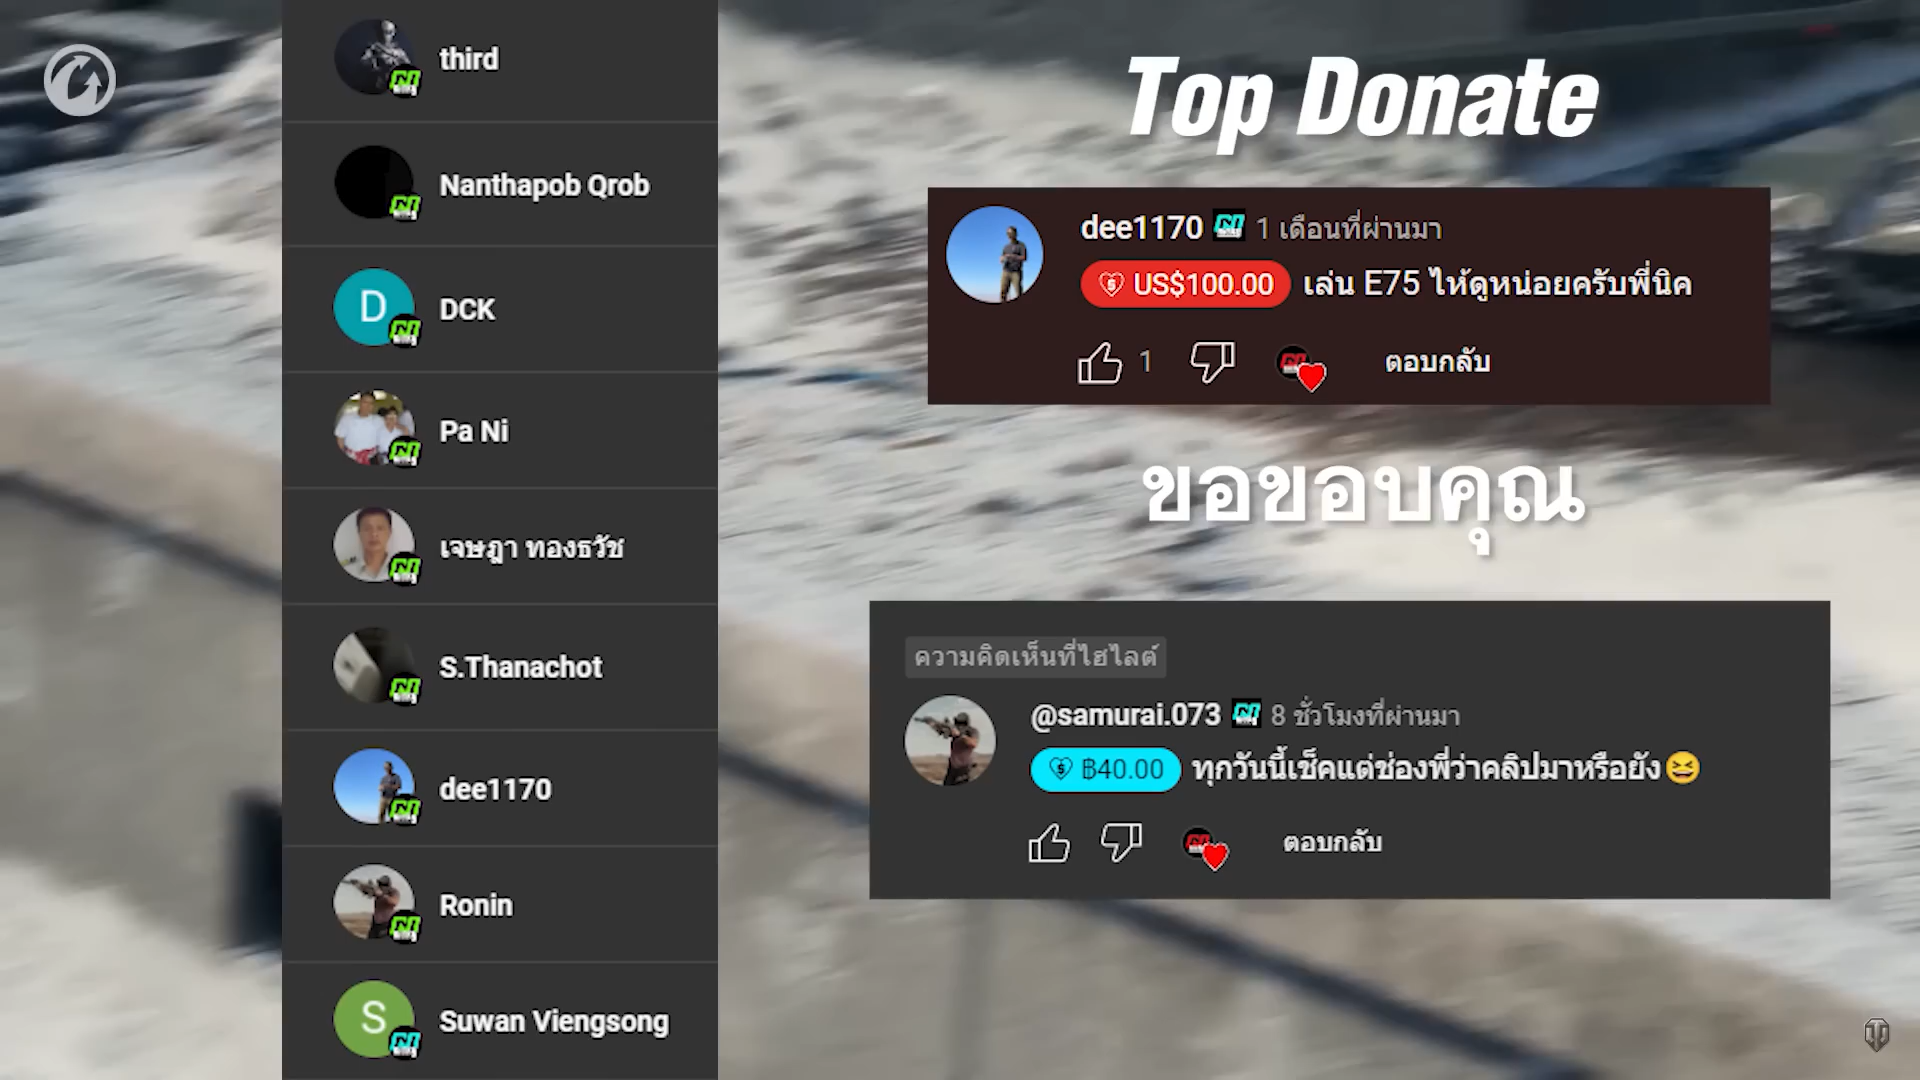 third
Nanthapob Qrob
D
DCK
Pa Ni
เจษฎา ทองธวัช
S.Thanachot
dee1170
Ronin
S
Suwan Viengsong
Top Donate
dee1170 1 เดือนที่ผ่านมา
US$100.00 เล่น E75 ไห้ดูหน่อยครับพี่นิค
1 ตอบกลับ
ขอขอบคุณ
ความคิดเห็นที่ไฮไลต์
@samurai.073 8 ชั่วโมงที่ผ่านมา
฿40.00 ทุกวันนี้เช็คแต่ช่องพี่ว่าคลิปมาหรือยัง😆
ตอบกลับ